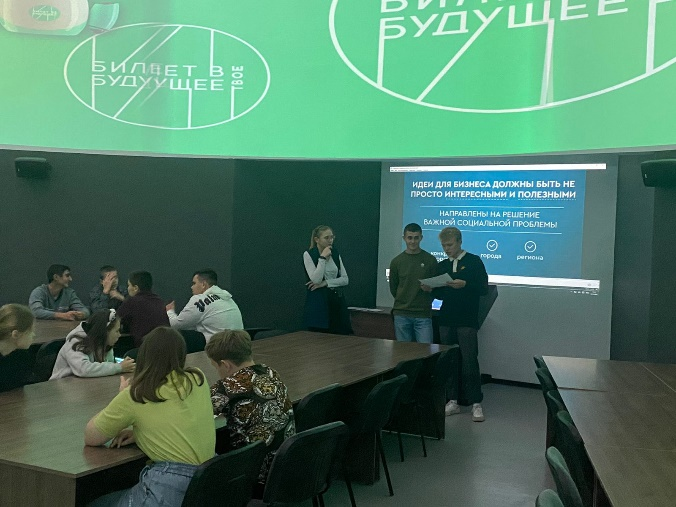 БИЛЕТ В
БУДУЩЕЕ
БУДУЩЕЕ
ТВОЕ
ИДЕИ ДЛЯ БИЗНЕСА ДОЛЖНЫ БЫТЬ НЕ
ПРОСТО ИНТЕРЕСНЫМИ И ПОЛЕЗНЫМИ
НАПРАВЛЕНЫ НА РЕШЕНИЕ
ВАЖНОЙ СОЦИАЛЬНОЙ ПРОБЛЕМЫ
города
региона